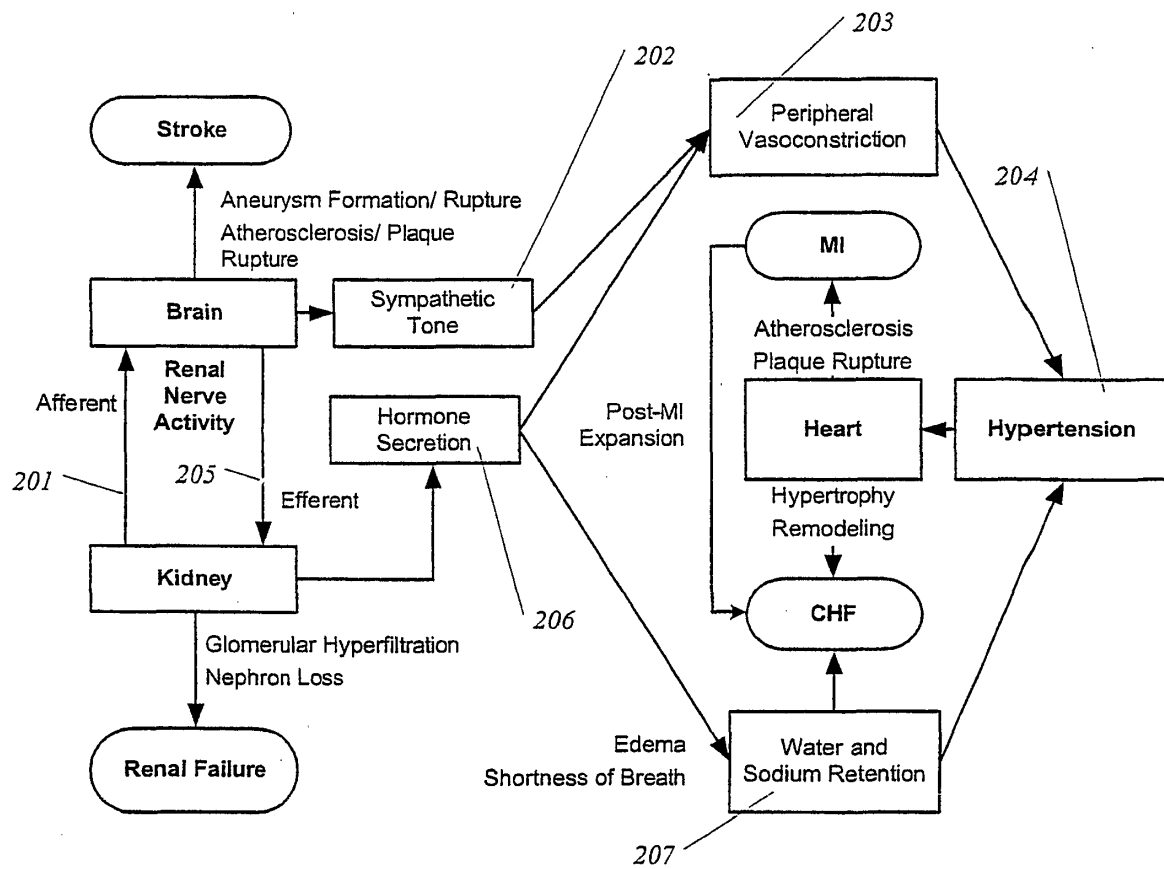 203
202
Stroke
Peripheral
Vasoconstriction
204
Aneurysm Formation/ Rupture
Atherosclerosis/ Plaque
Rupture
MI
Brain
Sympathetic
Tone
Atherosclerosis
Plaque Rupture
Renal
Nerve
Activity
Afferent
Hormone
Secretion
Post-MI
Expansion
Heart
Hypertension
201
205
Efferent
Hypertrophy
Remodeling
Kidney
206
CHF
Glomerular Hyperfiltration
Nephron Loss
Edema
Shortness of Breath
Water and
Sodium Retention
Renal Failure
207